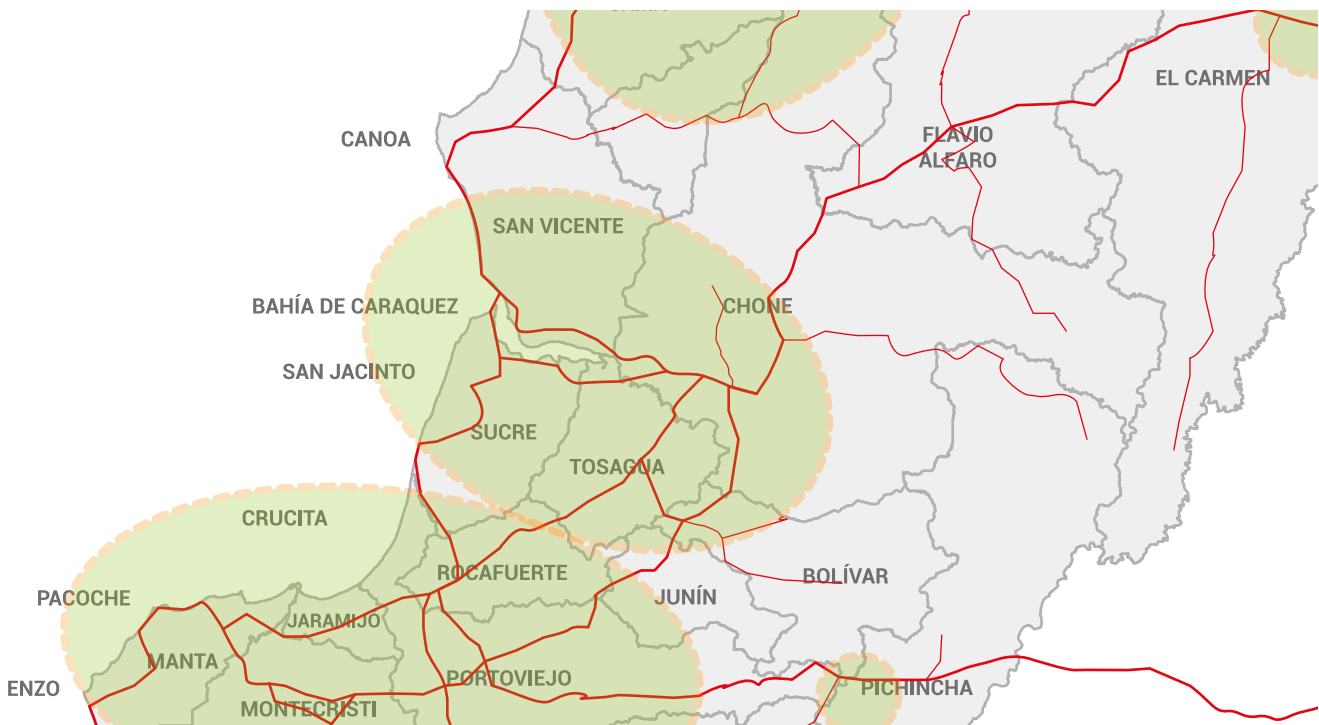 EL CARMEN
CANOA
FLAVIO
ALFARO
SAN VICENTE
BAHÍA DE CARAQUEZ
CHONE
SAN JACINTO
SUCRE
TOSAGUA
CRUCITA
ROCAFUERTE
BOLÍVAR
PACOCHE
JUNÍN
JARAMIJO
MANTA
PORTOVIEJO
ENZO
PICHINCHA
MONTECRISTI